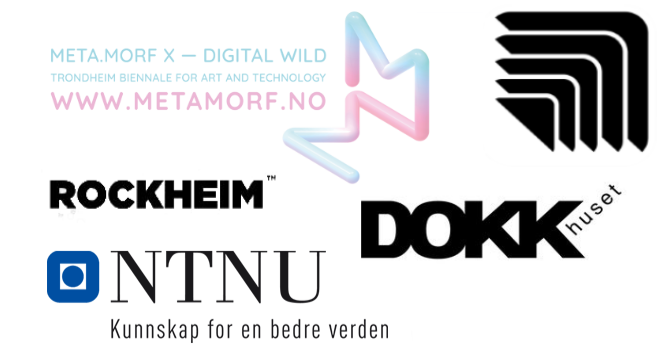 META.MORF X — DIGITAL WILD
TRONDHEIM BIENNALE FOR ART AND TECHNOLOGY
WWW.METAMORF.NO
ROCKHEIM™
DOKK huset
NTNU
Kunnskap for en bedre verden